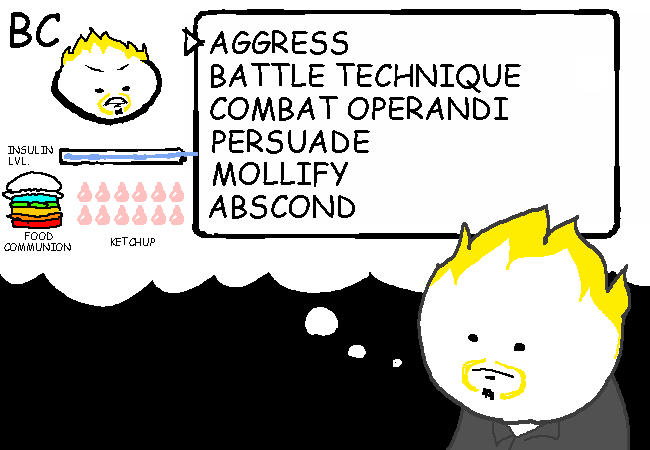 BC
AGGRESS
BATTLE TECHNIQUE
COMBAT OPERANDI
PERSUADE
MOLLIFY
ABSCOND
INSULIN
LVL.
FOOD
COMMUNION
KETCHUP